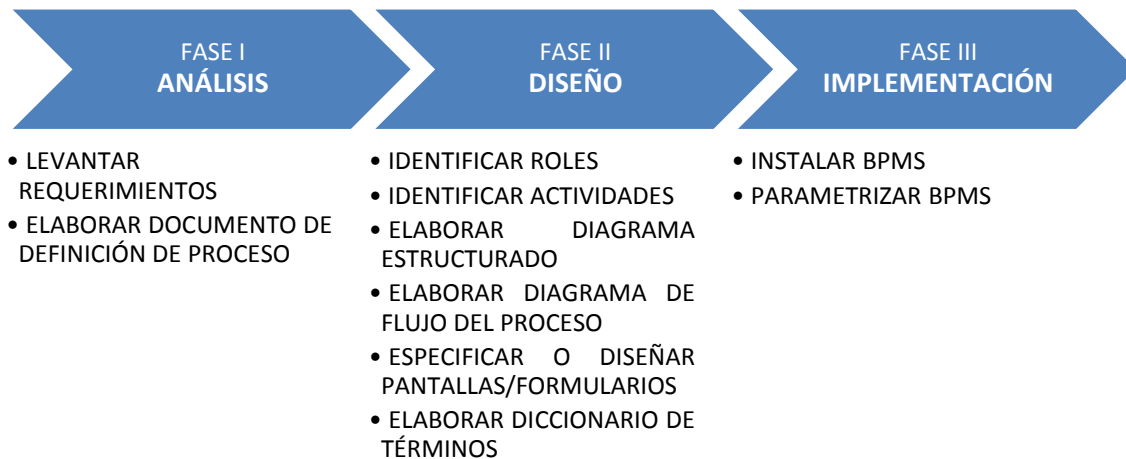 FASE I
ANÁLISIS
FASE II
DISEÑO
FASE III
IMPLEMENTACIÓN
• LEVANTAR
REQUERIMIENTOS
• ELABORAR DOCUMENTO DE
DEFINICIÓN DE PROCESO
• IDENTIFICAR ROLES
• IDENTIFICAR ACTIVIDADES
• ELABORAR DIAGRAMA
ESTRUCTURADO
• ELABORAR DIAGRAMA DE
FLUJO DEL PROCESO
• ESPECIFICAR O DISEÑAR
PANTALLAS/FORMULARIOS
• ELABORAR DICCIONARIO DE
TÉRMINOS
• INSTALAR BPMS
• PARAMETRIZAR BPMS